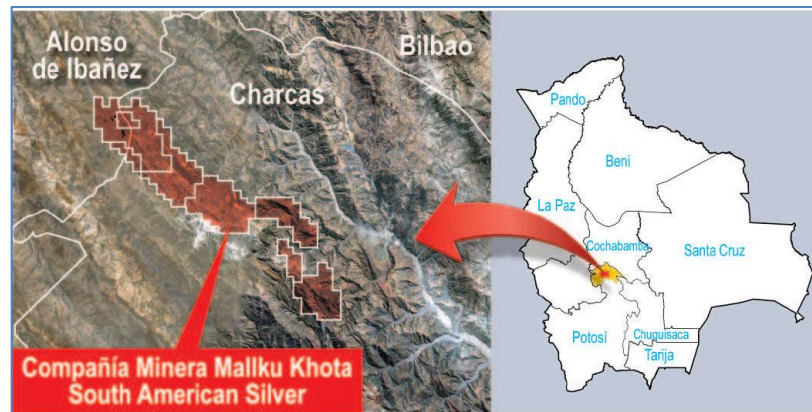 Alonso
de Ibañez
Charcas
Bilbao
Compañía Minera Mallku Khota
South American Silver
Pando
Beni
La Paz
Cochabamba
Santa Cruz
Potosí
Chuquisaca
Tarija